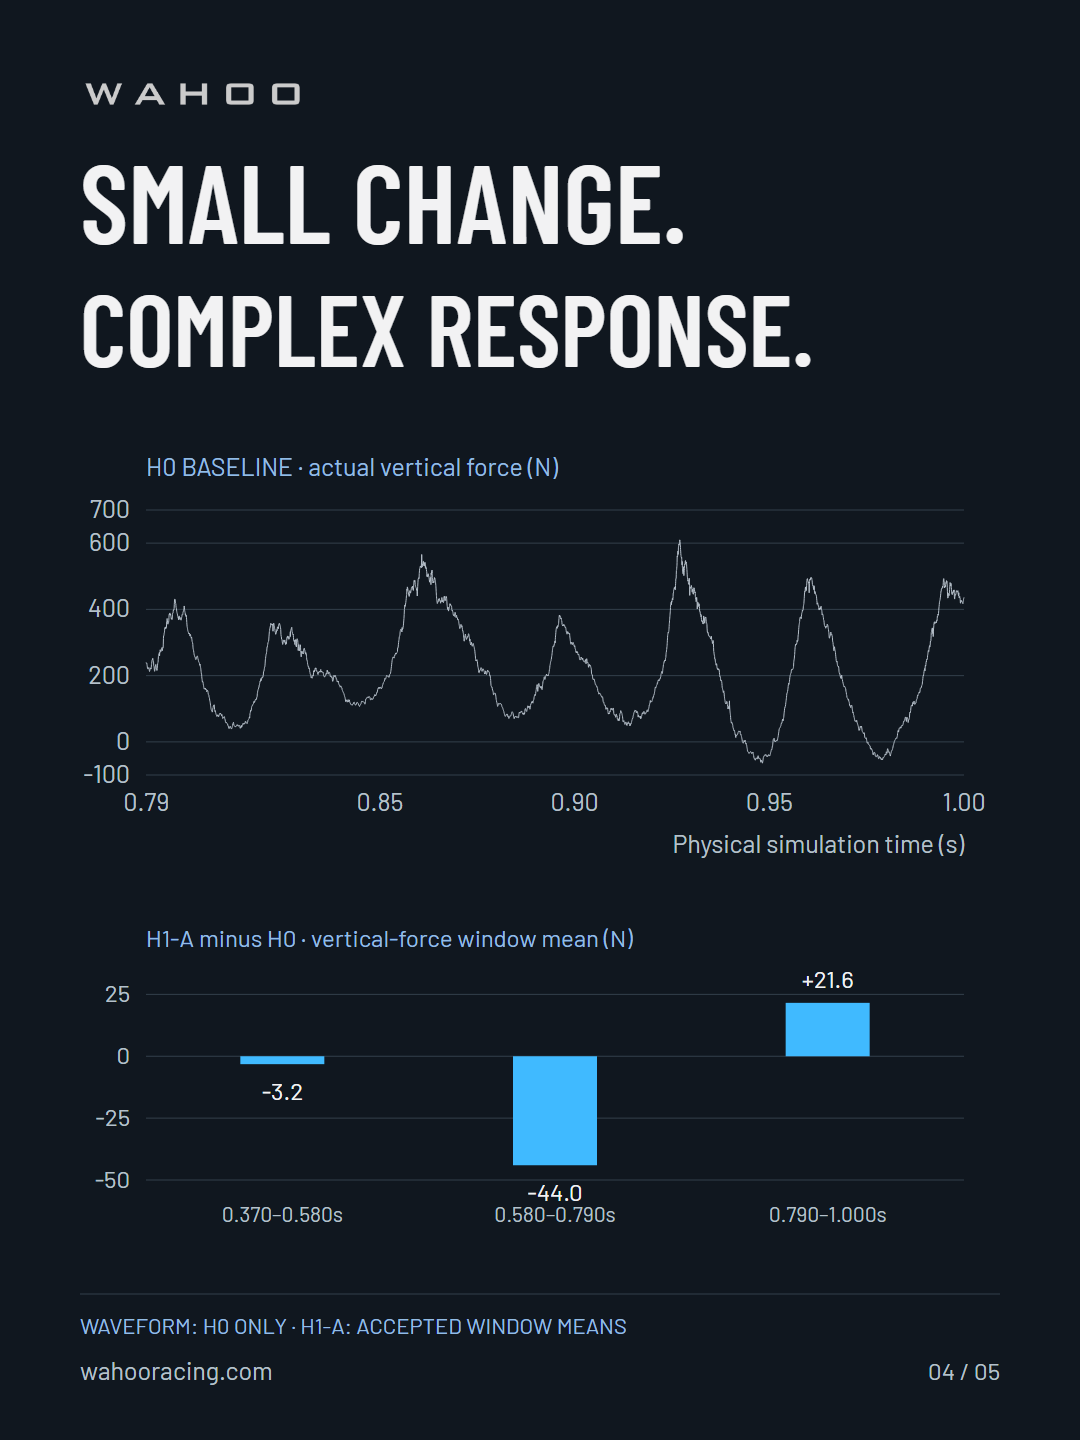 WAHOO
SMALL CHANGE.
COMPLEX RESPONSE.
H0 BASELINE · actual vertical force (N)
700
600
400
200
0
-100
0.79 0.85 0.90 0.95 1.00
Physical simulation time (s)
H1-A minus H0 · vertical-force window mean (N)
+21.6
25
0
-3.2
-25
-50
-44.0
0.370–0.580s 0.580–0.790s 0.790–1.000s
WAVEFORM: H0 ONLY · H1-A: ACCEPTED WINDOW MEANS
wahooracing.com 04 / 05